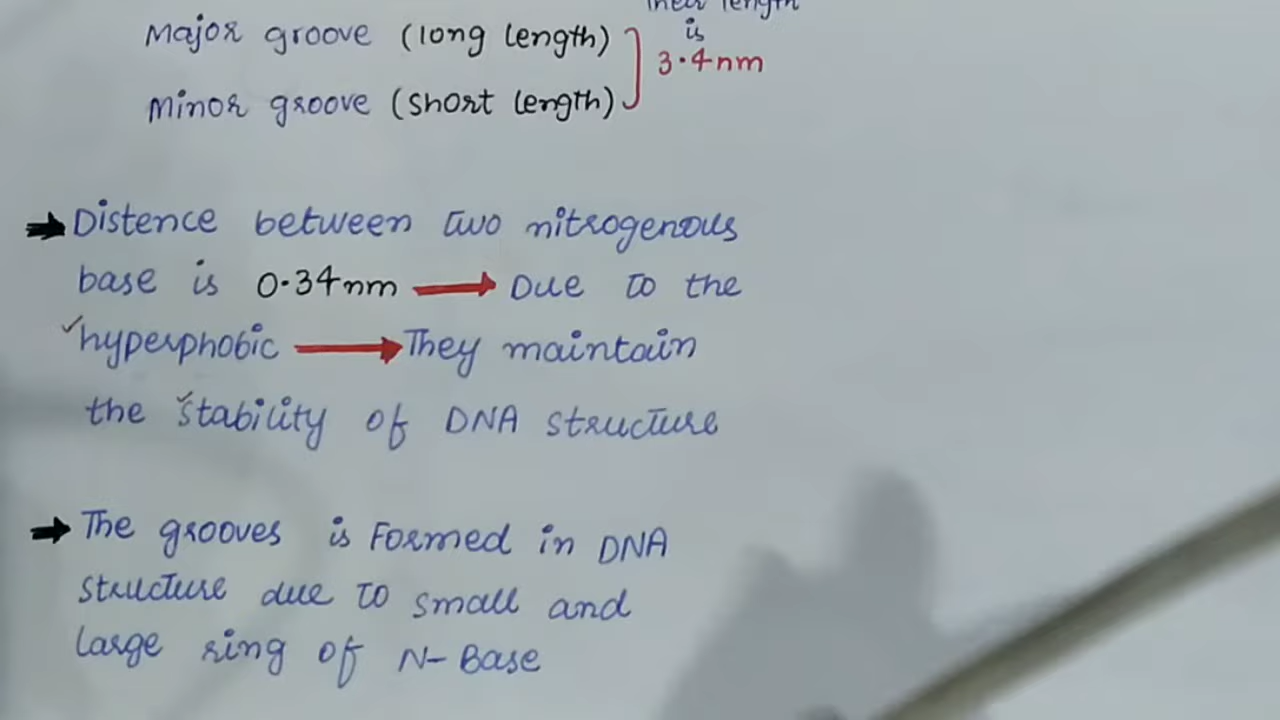 Their length
Major groove (long length)
is
3.4nm
Minor groove (short length)
Distence between two nitrogenous
base is 0.34nm → Due to the
hyperphobic → They maintain
the stability of DNA structure
The grooves is Formed in DNA
structure due to small and
large ring of N-Base